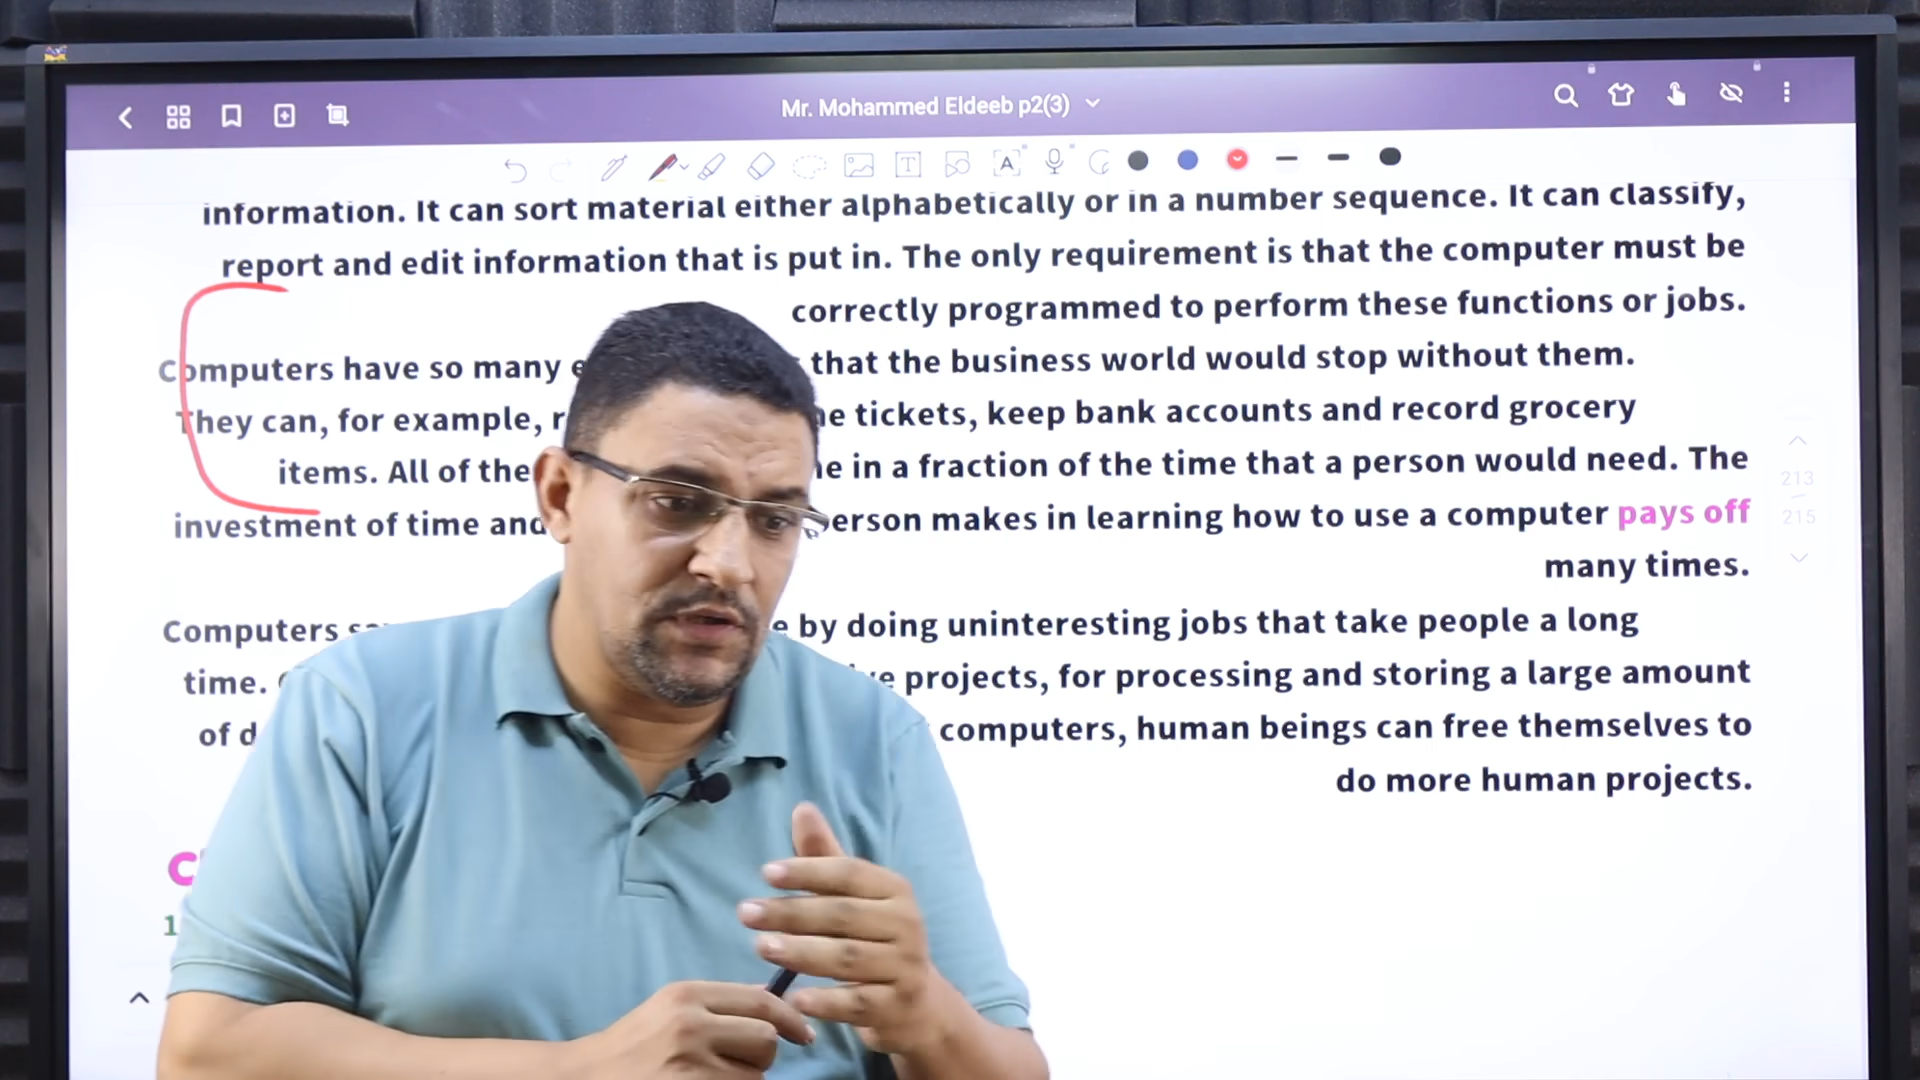 Mr. Mohammed Eldeeb p2(3)
information. It can sort material either alphabetically or in a number sequence. It can classify,
report and edit information that is put in. The only requirement is that the computer must be
correctly programmed to perform these functions or jobs.
Computers have so many that the business world would stop without them.
They can, for example, tickets, keep bank accounts and record grocery
items. All of in a fraction of the time that a person would need. The
investment of time and person makes in learning how to use a computer pays off
many times.
Computers by doing uninteresting jobs that take people a long
time. projects, for processing and storing a large amount
of computers, human beings can free themselves to
do more human projects.
213
215
1
A
T